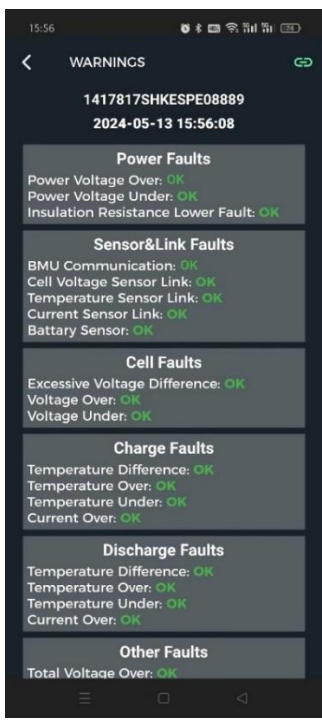 15:56
WARNINGS
1417817SHKESPE08889
2024-05-13 15:56:08
Power Faults
Power Voltage Over: OK
Power Voltage Under: OK
Insulation Resistance Lower Fault: OK
Sensor&Link Faults
BMU Communication: OK
Cell Voltage Sensor Link: OK
Temperature Sensor Link: OK
Current Sensor Link: OK
Battary Sensor: OK
Cell Faults
Excessive Voltage Difference: OK
Voltage Over: OK
Voltage Under: OK
Charge Faults
Temperature Difference: OK
Temperature Over: OK
Temperature Under: OK
Current Over: OK
Discharge Faults
Temperature Difference: OK
Temperature Over: OK
Temperature Under: OK
Current Over: OK
Other Faults
Total Voltage Over: OK